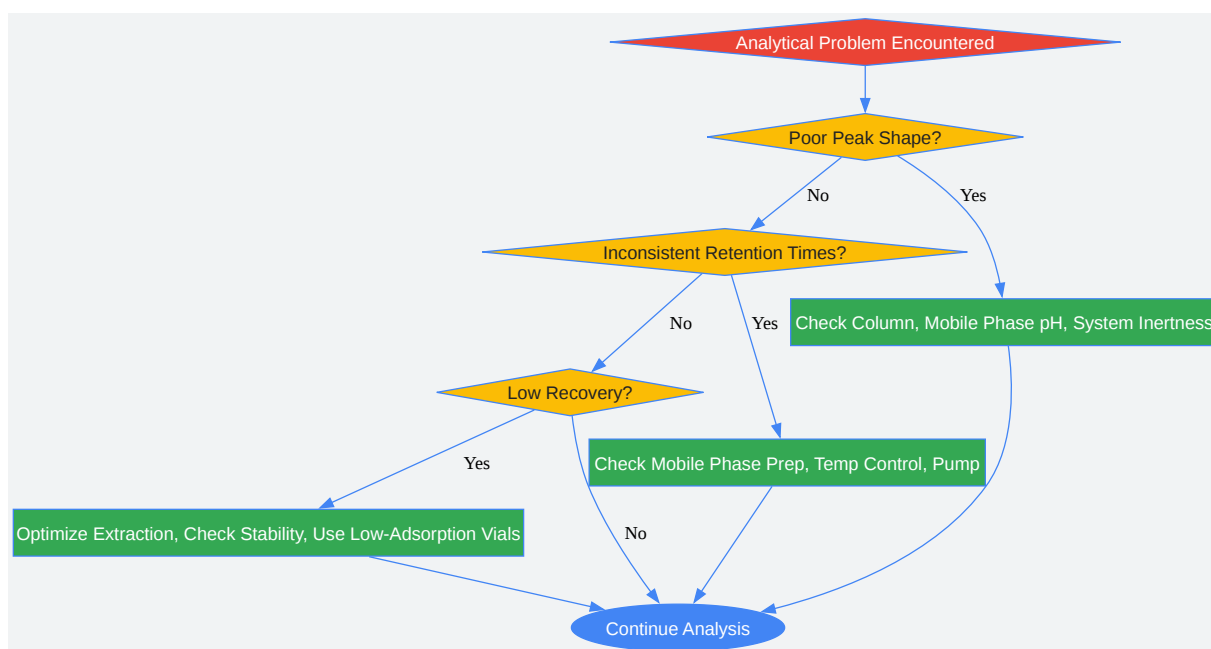 Analytical Problem Encountered
Poor Peak Shape?
No
Yes
Inconsistent Retention Times?
No
Yes
Check Column, Mobile Phase pH, System Inertness
Low Recovery?
Yes
No
Check Mobile Phase Prep, Temp Control, Pump
Optimize Extraction, Check Stability, Use Low-Adsorption Vials
Continue Analysis